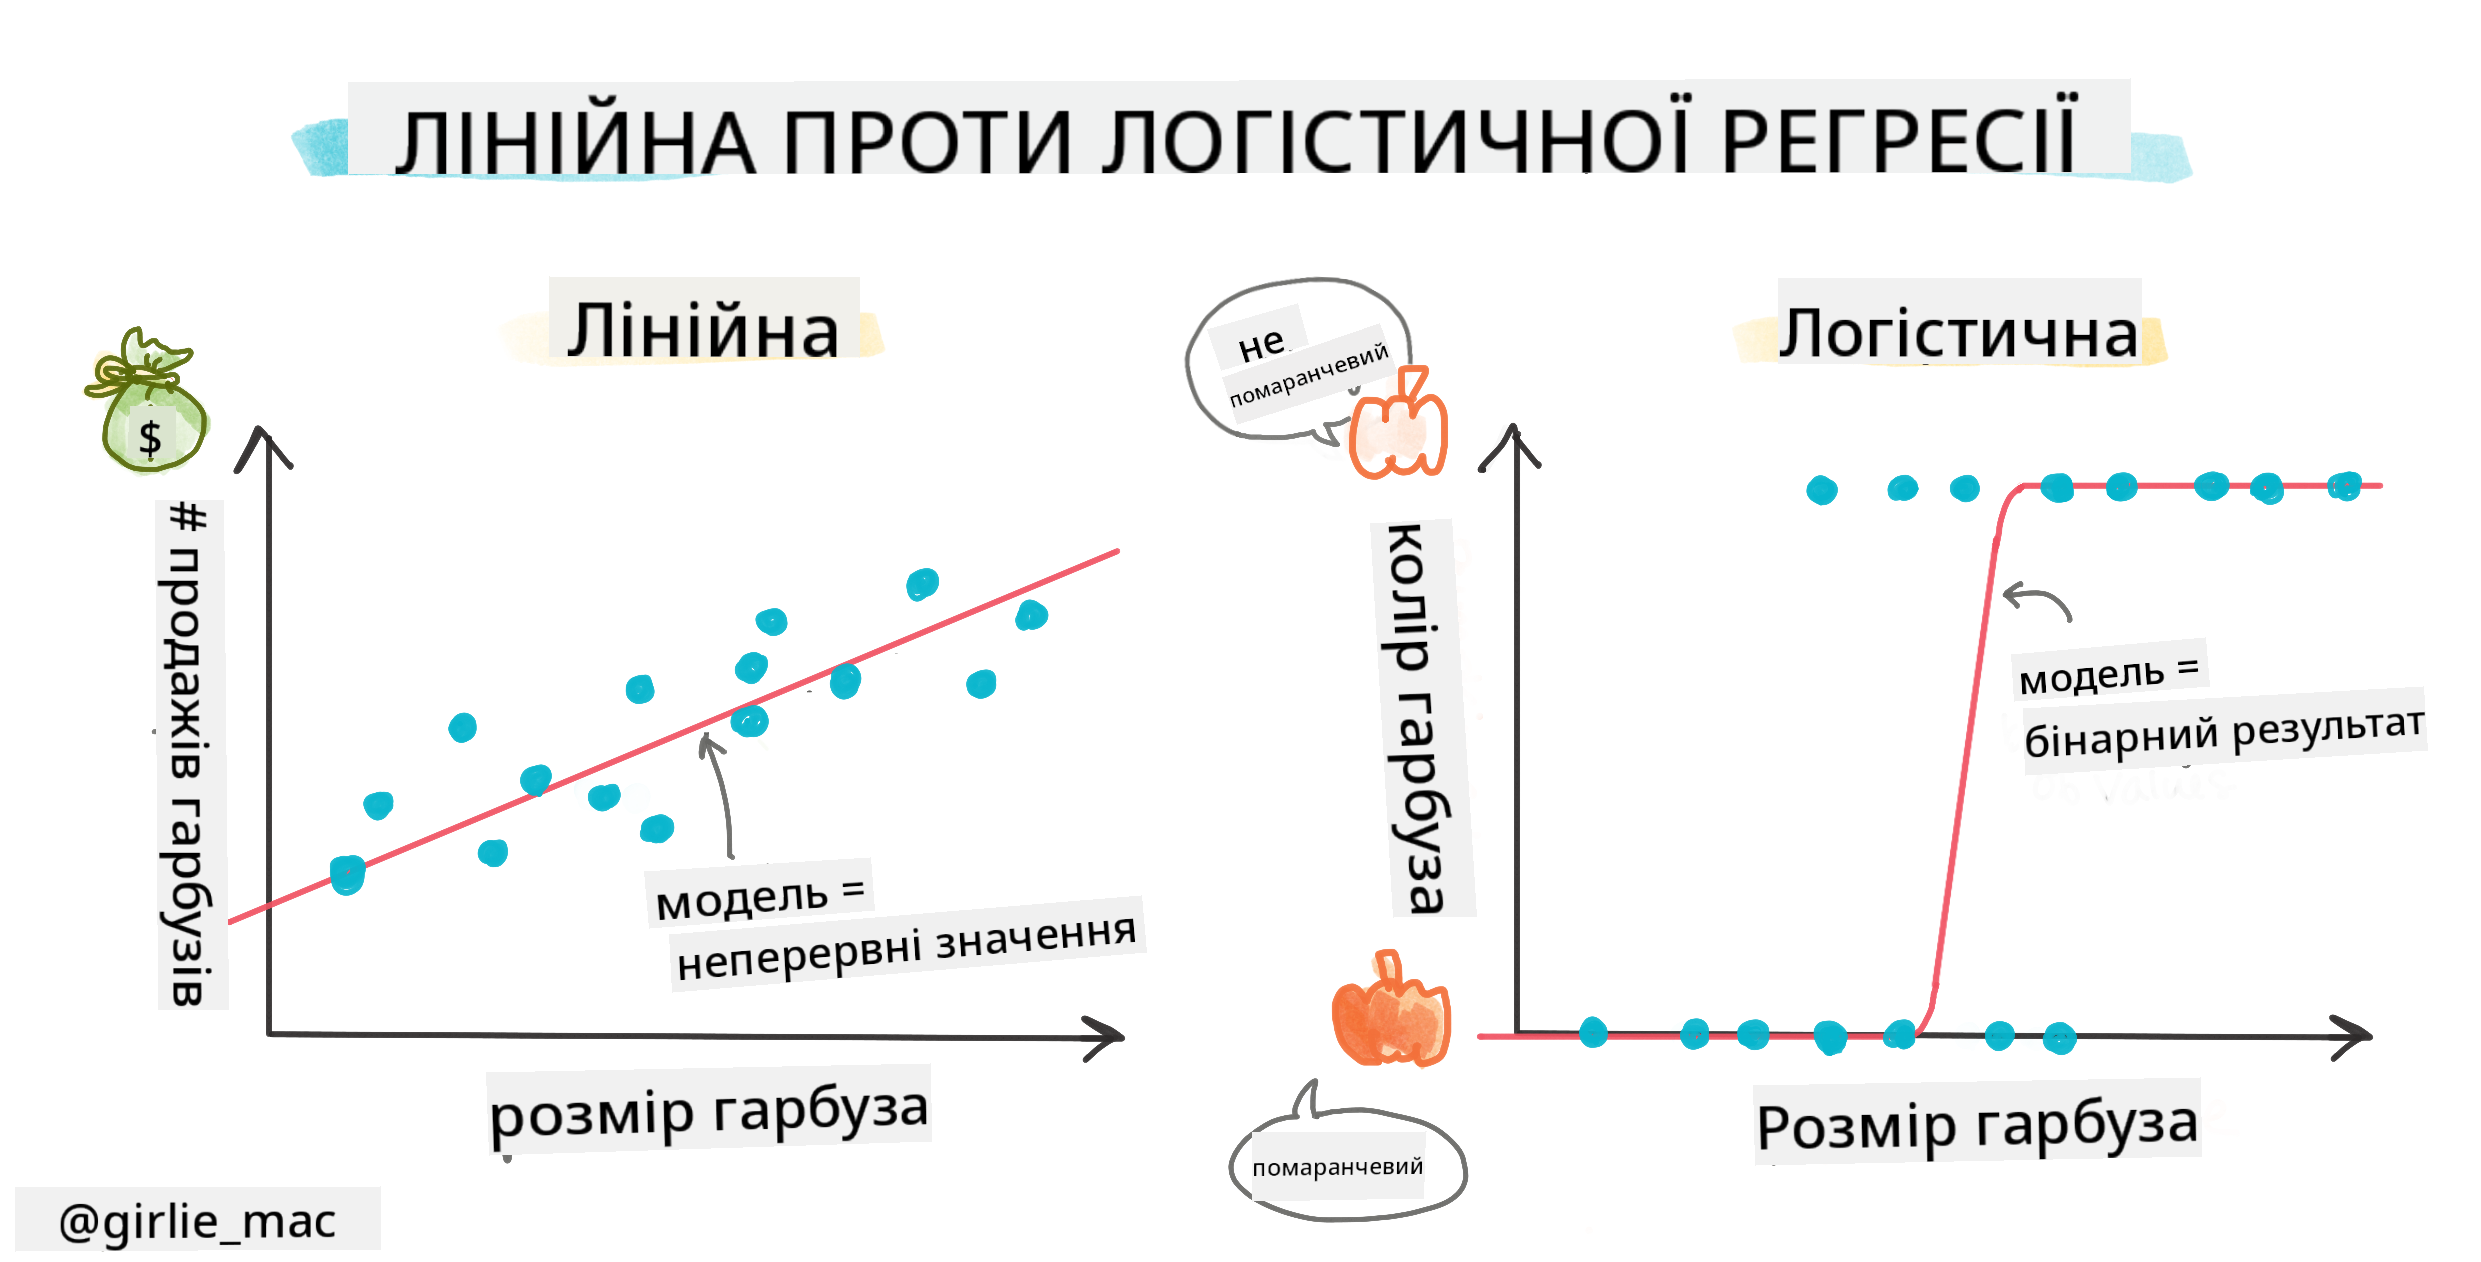 ЛІНІЙНА ПРОТИ ЛОГІСТИЧНОЇ РЕГРЕСІЇ
Лінійна
$
# продажів гарбузів
модель =
неперервні значення
розмір гарбуза
Логістична
не
помаранчевий
колір гарбуза
помаранчевий
модель =
бінарний результат
Розмір гарбуза
@girlie_mac